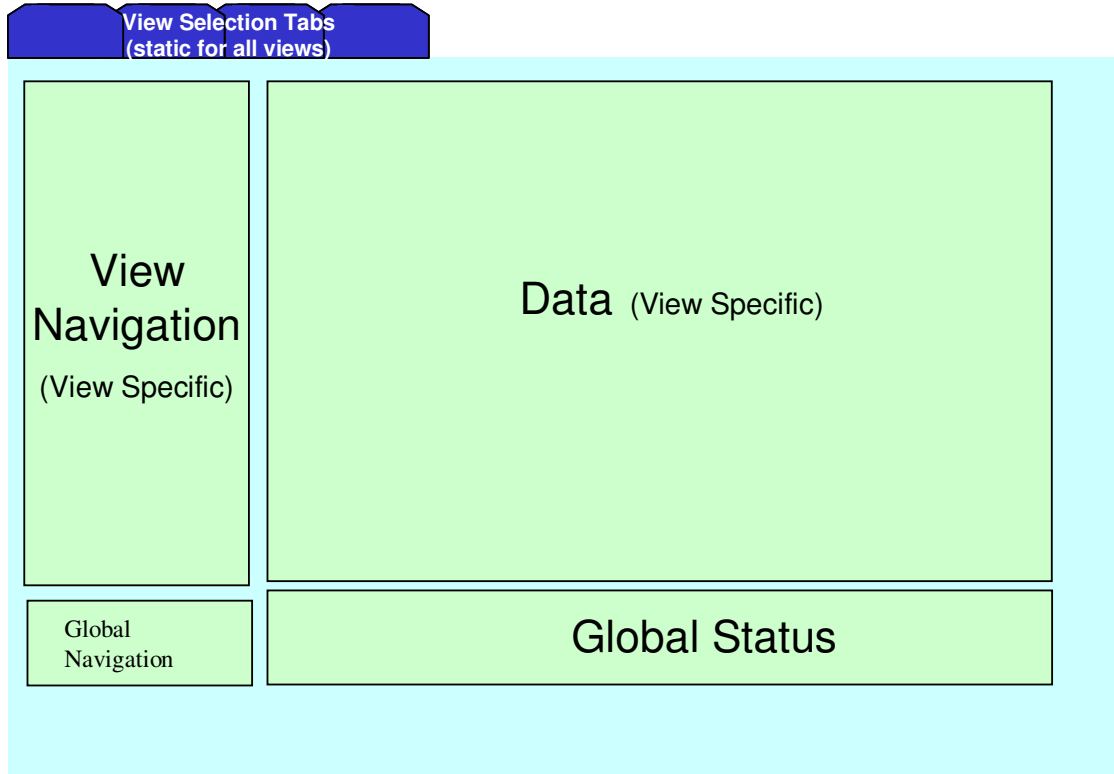 View Selection Tabs
(static for all views)
View
Navigation
(View Specific)
Data (View Specific)
Global
Navigation
Global Status